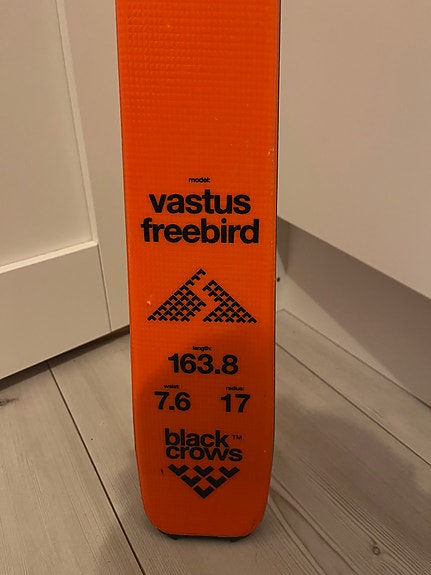 model:
vastus
freebird
length:
163.8
waist: radius:
7.6 17
black™
crows